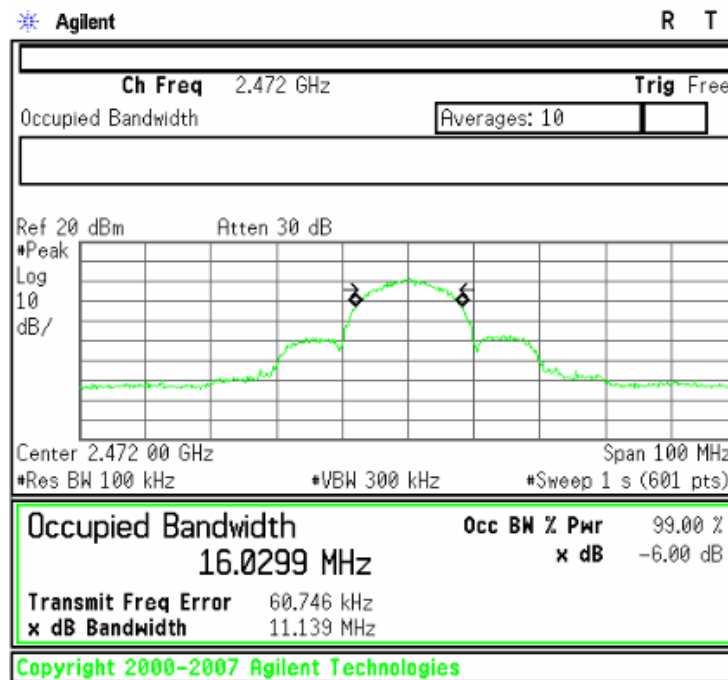 Agilent R T
Ch Freq 2.472 GHz Trig Free
Occupied Bandwidth Averages: 10
Ref 20 dBm Atten 30 dB
#Peak
Log
10
dB/
Center 2.472 00 GHz Span 100 MHz
#Res BW 100 kHz #VBW 300 kHz #Sweep 1 s (601 pts)
Occupied Bandwidth Occ BW % Pwr 99.00 %
16.0299 MHz x dB -6.00 dB
Transmit Freq Error 60.746 kHz
x dB Bandwidth 11.139 MHz
Copyright 2000-2007 Agilent Technologies